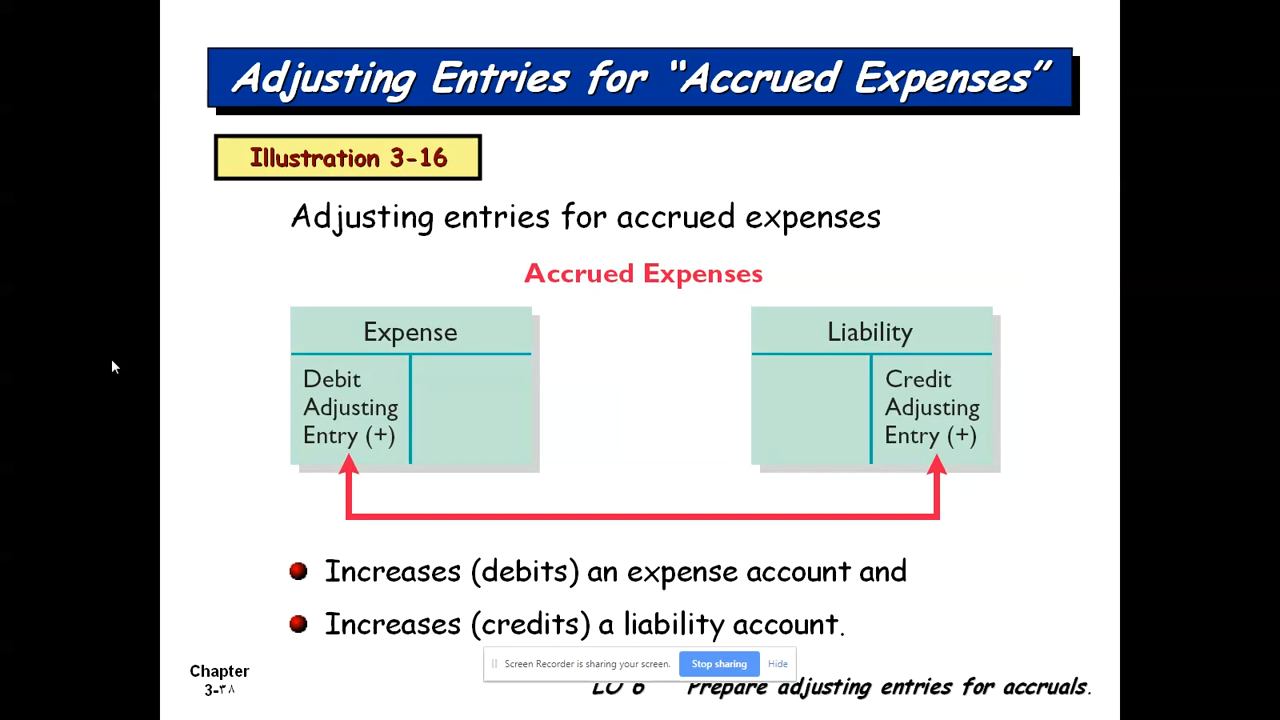 Adjusting Entries for “Accrued Expenses”
Illustration 3-16
Adjusting entries for accrued expenses
Accrued Expenses
Expense
Debit
Adjusting
Entry (+)
Liability
Credit
Adjusting
Entry (+)
Increases (debits) an expense account and
Increases (credits) a liability account.
Screen Recorder is sharing your screen.
Stop sharing
Hide
Chapter
3-٣٨
LO 6 Prepare adjusting entries for accruals.